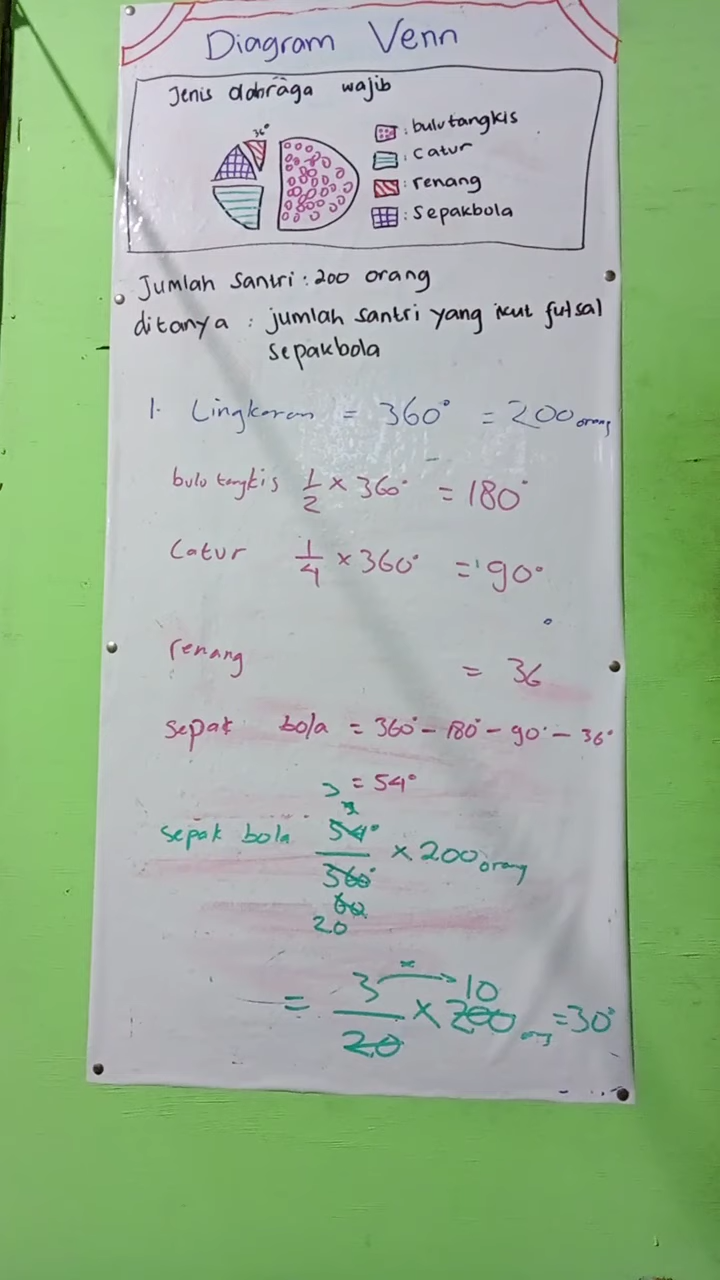 Diagram Venn
Jenis olahraga wajib
36°
: bulutangkis
: Catur
: renang
: Sepakbola
Jumlah Santri : 200 orang
ditanya : jumlah santri yang ikut futsal
sepakbola
1. Lingkaran = 360° = 200 orang
bulu tangkis 1/2 × 360° = 180°
Catur 1/4 × 360° = 90°
renang = 36
sepak bola = 360° - 180° - 90° - 36°
= 54°
3
sepak bola 54°/360° × 200 orang
60
20
= 3/20 × 200 org = 30°
× 10